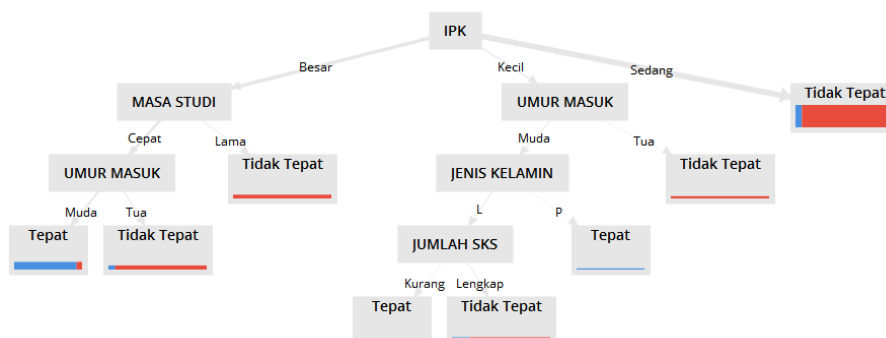 IPK
Besar
Kecil
Sedang
MASA STUDI
UMUR MASUK
Tidak Tepat
Cepat
Lama
Muda
Tua
UMUR MASUK
Tidak Tepat
JENIS KELAMIN
Tidak Tepat
Muda
Tua
L
p
Tepat
Tidak Tepat
JUMLAH SKS
Tepat
Kurang
Lengkap
Tepat
Tidak Tepat